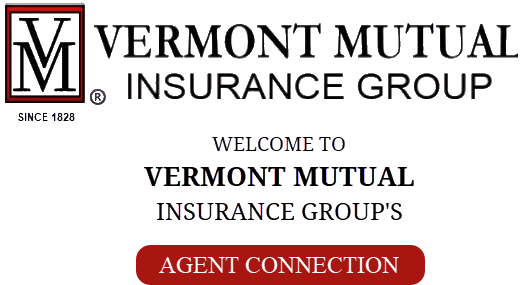 VM
VERMONT MUTUAL
INSURANCE GROUP
®
SINCE 1828
WELCOME TO
VERMONT MUTUAL
INSURANCE GROUP'S
AGENT CONNECTION